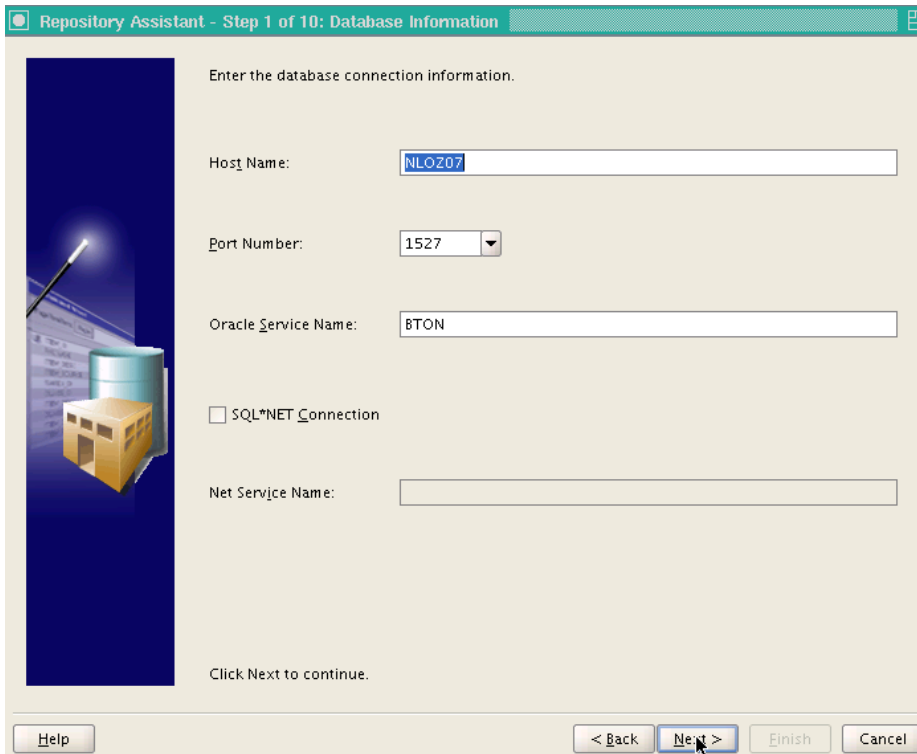 Repository Assistant - Step 1 of 10: Database Information
Enter the database connection information.
Host Name:
NLOZ07
Port Number:
1527
Oracle Service Name:
BTON
SQL*NET Connection
Net Service Name:
Click Next to continue.
Help
< Back
Next >
Finish
Cancel